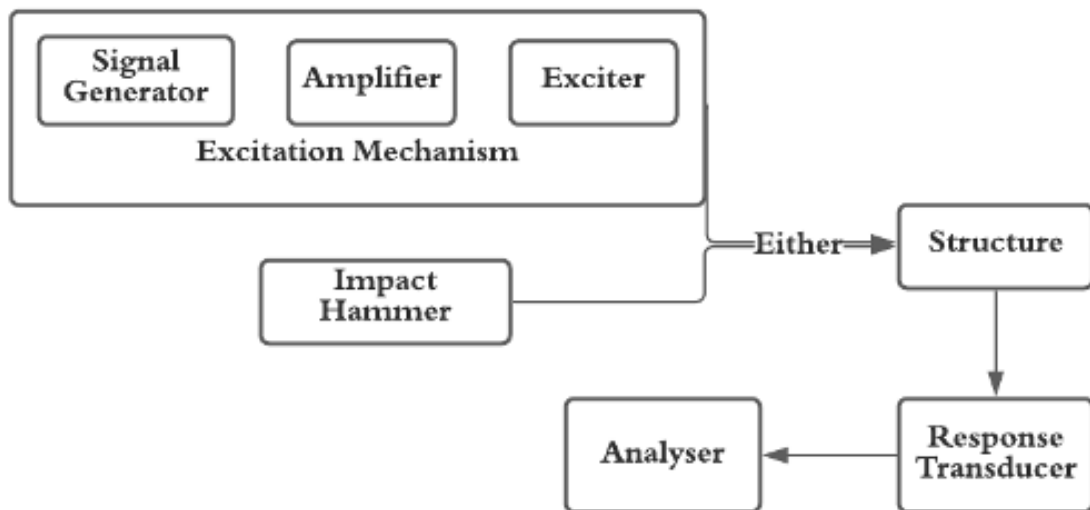 Signal
Generator
Amplifier
Exciter
Excitation Mechanism
Impact
Hammer
Either
Structure
Response
Transducer
Analyser